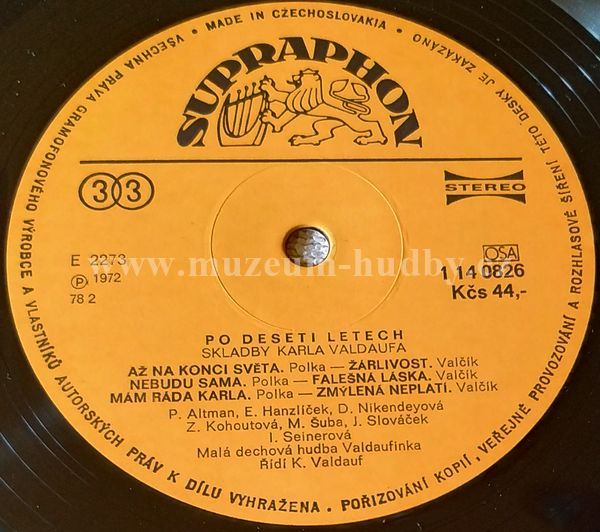 VŠECHNA PRÁVA GRAMOFONOVÉHO VÝROBCE A VLASTNÍKŮ AUTORSKÝCH PRÁV K DÍLU VYHRAŽENA. POŘIZOVÁNÍ KOPIÍ, VEŘEJNÉ PROVOZOVÁNÍ A ROZHLASOVÉ ŠÍŘENÍ TÉTO DESKY JE ZAKÁZÁNO • MADE IN CZECHOSLOVAKIA •
SUPRAPHON
33
STEREO
E 2273
Ⓟ 1972
78 2
OSA
1 14 0826
Kčs 44,-
www.muzeum-hudby.cz
PO DESETI LETECH
SKLADBY KARLA VALDAUFA
AŽ NA KONCI SVĚTA. Polka — ŽÁRLIVOST. Valčík
NEBUDU SAMA. Polka — FALEŠNÁ LÁSKA. Valčík
MÁM RÁDA KARLA. Polka — ZMÝLENÁ NEPLATÍ. Valčík
P. Altman, E. Hanzlíček, D. Nikendeyová
Z. Kohoutová, M. Šuba, J. Slováček
I. Seinerová
Malá dechová hudba Valdaufinka
Řídí K. Valdauf